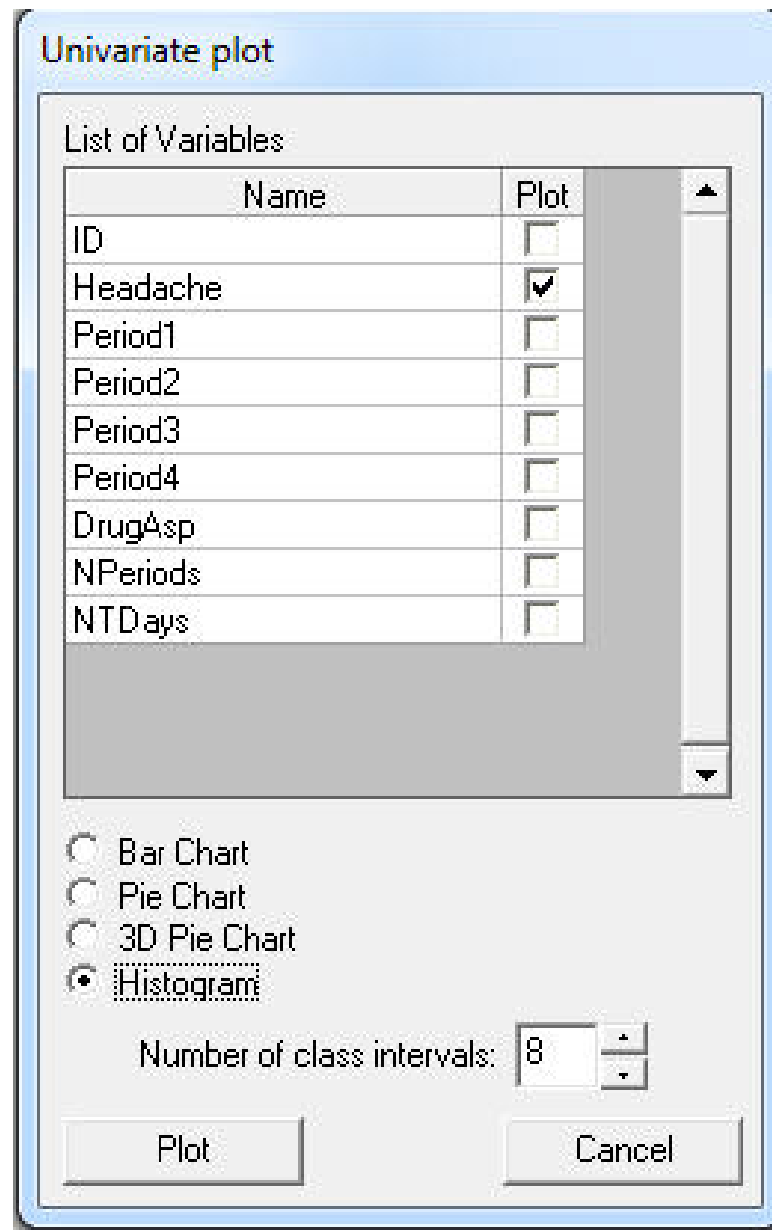 Univariate plot
List of Variables
Name Plot
ID
Headache
Period1
Period2
Period3
Period4
DrugAsp
NPeriods
NTDays
Bar Chart
Pie Chart
3D Pie Chart
Histogram
Number of class intervals: 8
Plot Cancel